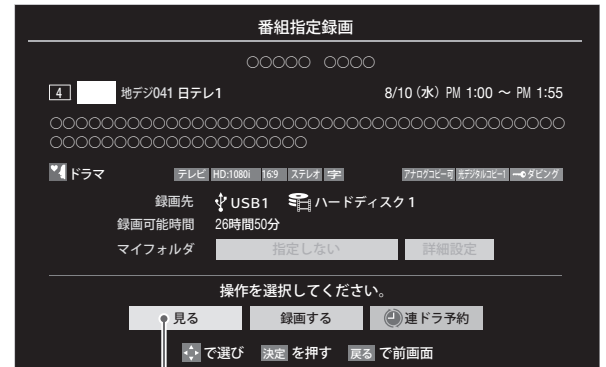 番組指定録画
○○○○○ ○○○○
4 地デジ041 日テレ1 8/10 (水) PM 1:00 ～ PM 1:55
○○○○○○○○○○○○○○○○○○○○○○○○○○○○○○○○○○○○○○○○
○○○○○○○○○○○○○○○○○○○○
ドラマ テレビ HD:1080i 16:9 ステレオ 字 アナログコピー可 光デジタルコピー1 ダビング
録画先 USB1 ハードディスク1
録画可能時間 26時間50分
マイフォルダ 指定しない 詳細設定
操作を選択してください。
見る 録画する 連ドラ予約
で選び 決定 を押す 戻る で前画面